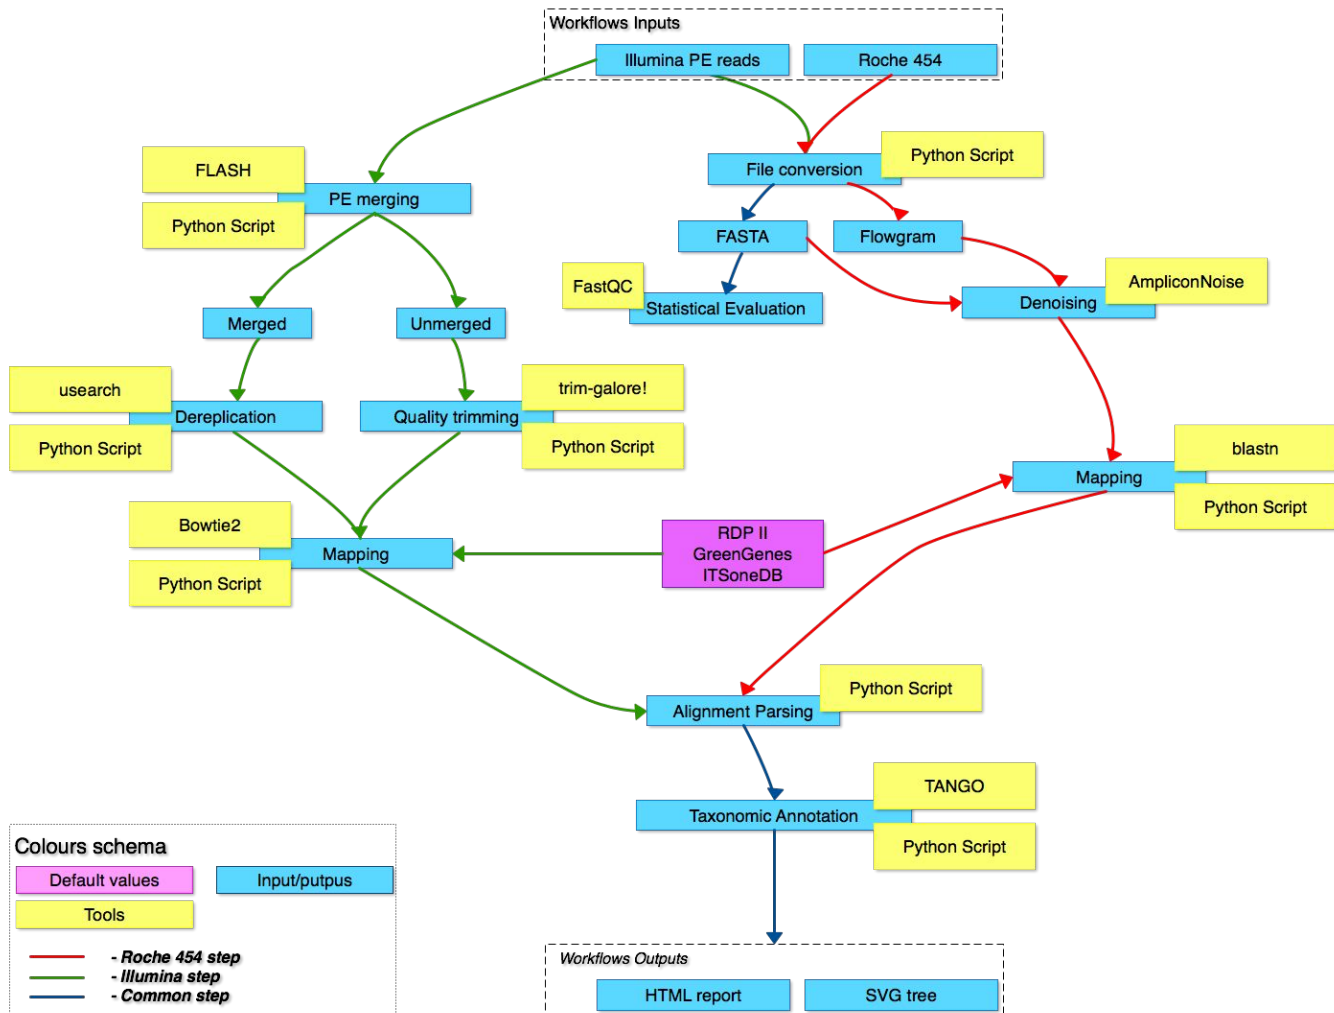 Workflows Inputs
Illumina PE reads
Roche 454
Python Script
File conversion
FLASH
PE merging
Python Script
FASTA
Flowgram
FastQC
Statistical Evaluation
AmpliconNoise
Denoising
Merged
Unmerged
usearch
Dereplication
Python Script
trim-galore!
Quality trimming
Python Script
blastn
Mapping
Python Script
Bowtie2
Mapping
Python Script
RDP II
GreenGenes
ITSoneDB
Python Script
Alignment Parsing
TANGO
Taxonomic Annotation
Python Script
Colours schema
Default values
Input/putpus
Tools
- Roche 454 step
- Illumina step
- Common step
Workflows Outputs
HTML report
SVG tree